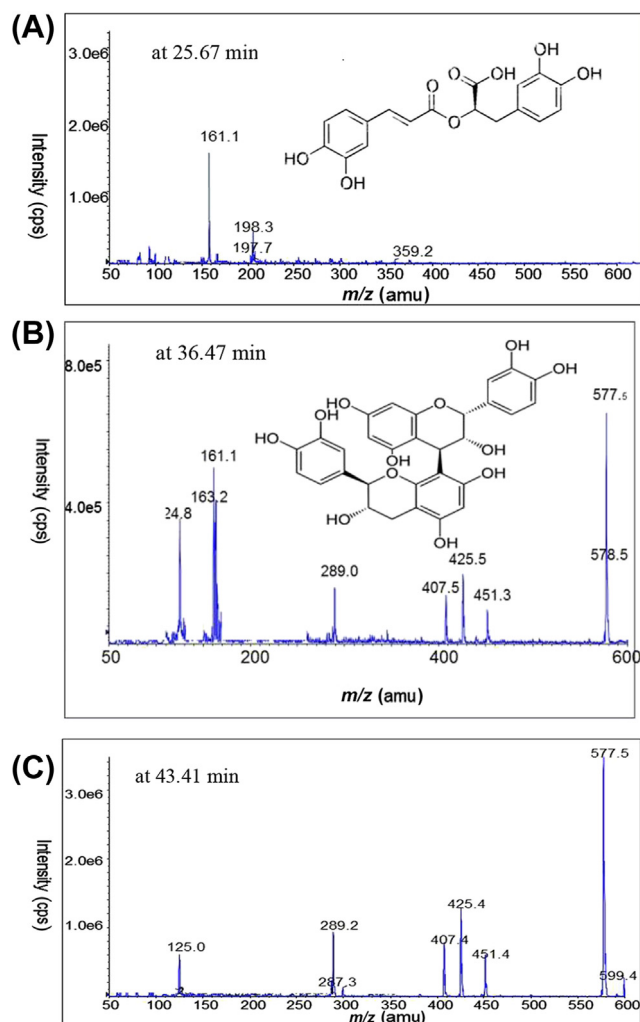 (A)
at 25.67 min
3.0e6
2.0e6
1.0e6
Intensity (cps)
161.1
198.3
197.7
359.2
O
OH
O
O
OH
OH
HO
OH
50 100 150 200 250 300 350 400 450 500 550 600
m/z (amu)
(B)
at 36.47 min
8.0e5
4.0e5
Intensity (cps)
24.8
161.1
163.2
289.0
407.5
425.5
451.3
577.5
578.5
OH
HO
OH
HO
O
OH
HO
OH
HO
O
OH
HO
OH
50 200 400 600
m/z (amu)
(C)
at 43.41 min
3.0e6
2.0e6
1.0e6
Intensity (cps)
125.0
289.2
287.3
407.4
425.4
451.4
577.5
599.4
50 100 150 200 250 300 350 400 450 500 550 600
m/z (amu)